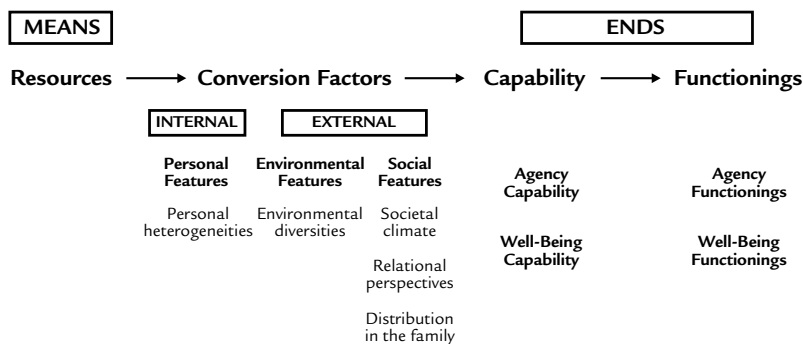 MEANS
ENDS
Resources
Conversion Factors
Capability
Functionings
INTERNAL
EXTERNAL
Personal
Features
Environmental
Features
Social
Features
Agency
Capability
Agency
Functionings
Personal
heterogeneities
Environmental
diversities
Societal
climate
Well-Being
Capability
Well-Being
Functionings
Relational
perspectives
Distribution
in the family